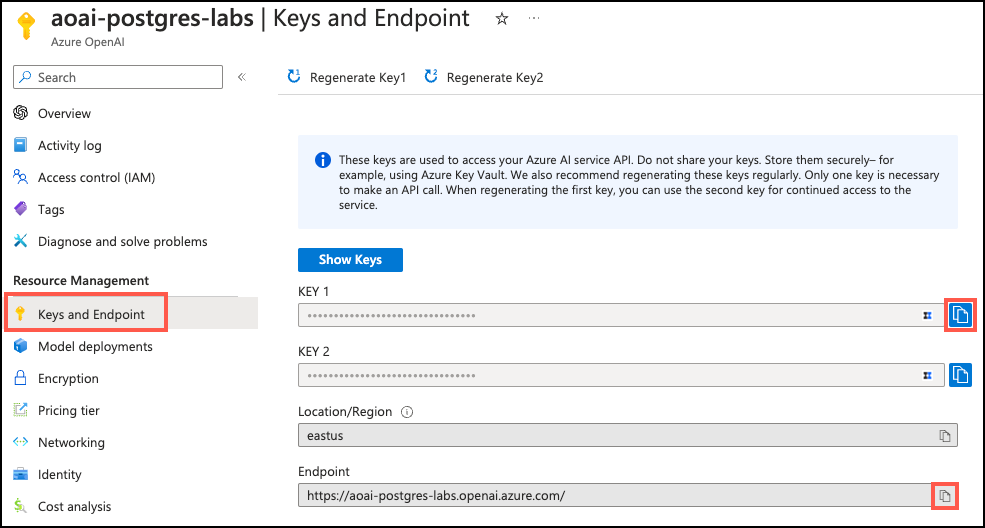 aoai-postgres-labs | Keys and Endpoint
Azure OpenAI
Search
Regenerate Key1
Regenerate Key2
Overview
Activity log
Access control (IAM)
Tags
Diagnose and solve problems
Resource Management
Keys and Endpoint
Model deployments
Encryption
Pricing tier
Networking
Identity
Cost analysis
These keys are used to access your Azure AI service API. Do not share your keys. Store them securely– for
example, using Azure Key Vault. We also recommend regenerating these keys regularly. Only one key is necessary
to make an API call. When regenerating the first key, you can use the second key for continued access to the
service.
Show Keys
KEY 1
••••••••••••••••••••••••••••••••
KEY 2
••••••••••••••••••••••••••••••••
Location/Region
eastus
Endpoint
https://aoai-postgres-labs.openai.azure.com/